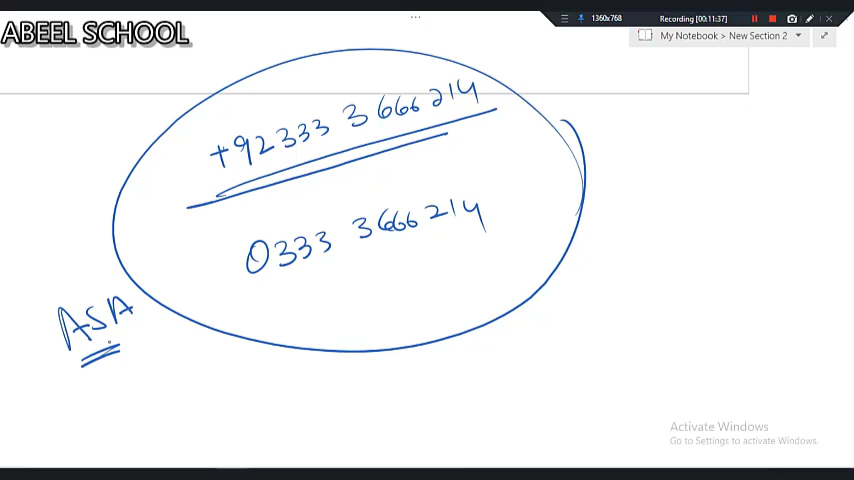 1360x768
Recording [00:11:37]
ABEEL SCHOOL
My Notebook > New Section 2
+92333 3666214
0333 3666214
ASA
Activate Windows
Go to Settings to activate Windows.